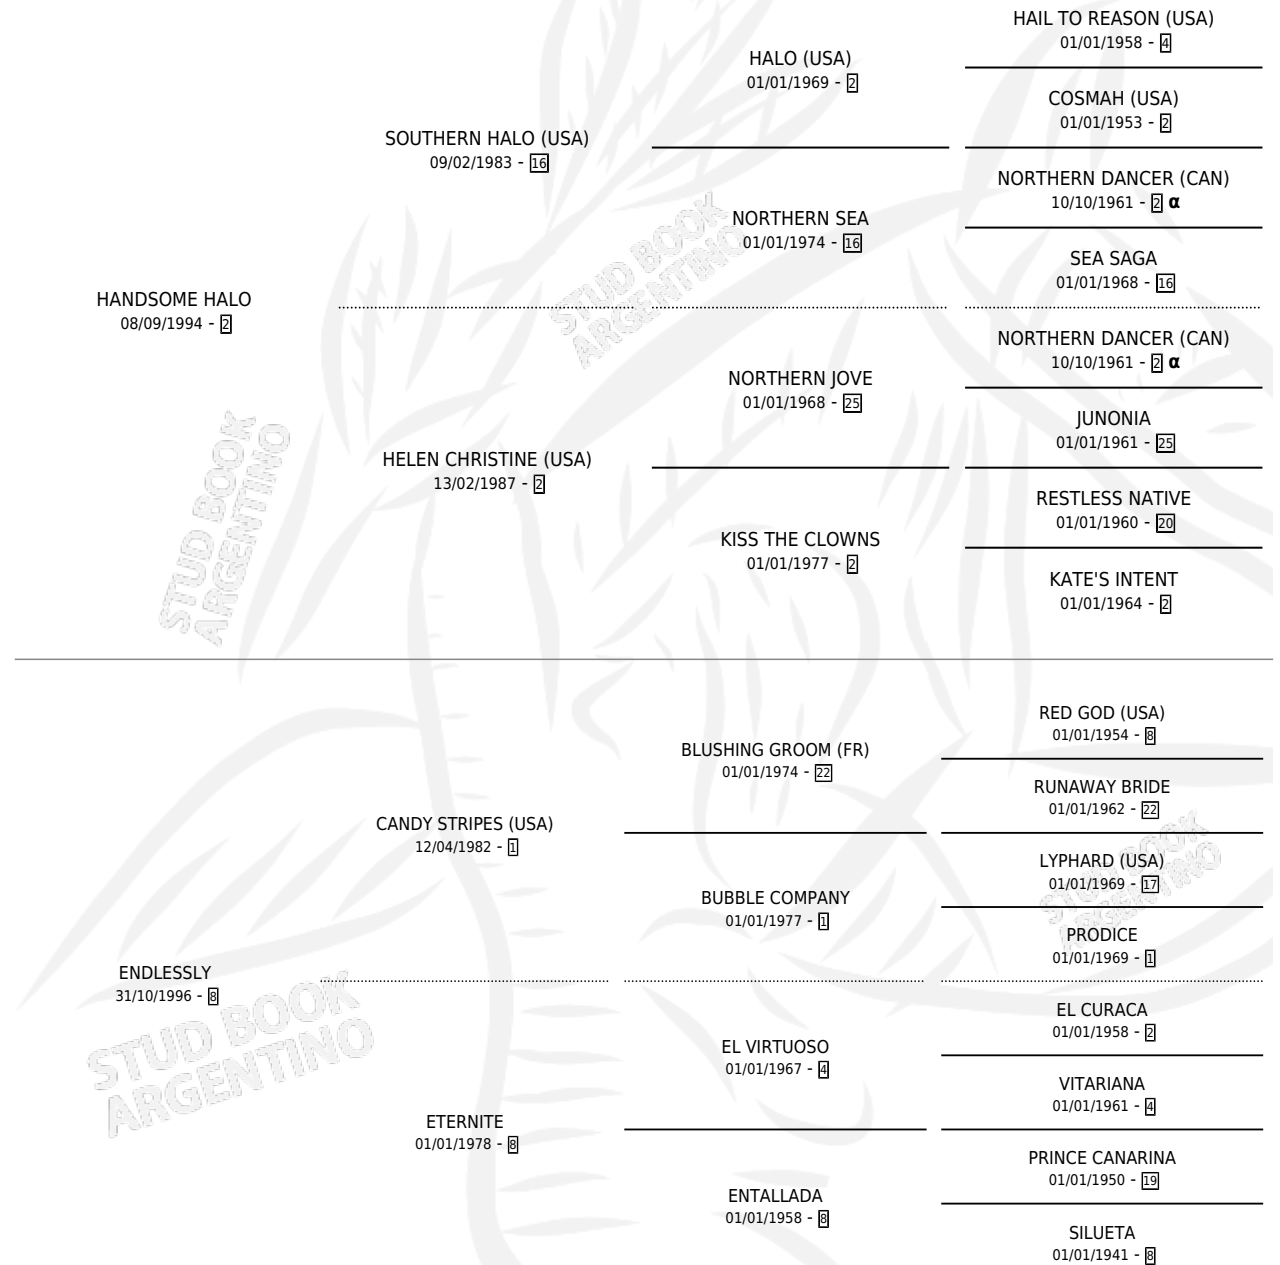 HAIL TO REASON (USA)
01/01/1958 - 4
HALO (USA)
01/01/1969 - 2
COSMAH (USA)
01/01/1953 - 2
SOUTHERN HALO (USA)
09/02/1983 - 16
NORTHERN DANCER (CAN)
10/10/1961 - 2 α
NORTHERN SEA
01/01/1974 - 16
SEA SAGA
01/01/1968 - 16
HANDSOME HALO
08/09/1994 - 2
NORTHERN DANCER (CAN)
10/10/1961 - 2 α
NORTHERN JOVE
01/01/1968 - 25
JUNONIA
01/01/1961 - 25
HELEN CHRISTINE (USA)
13/02/1987 - 2
RESTLESS NATIVE
01/01/1960 - 20
KISS THE CLOWNS
01/01/1977 - 2
KATE'S INTENT
01/01/1964 - 2
RED GOD (USA)
01/01/1954 - 8
BLUSHING GROOM (FR)
01/01/1974 - 22
RUNAWAY BRIDE
01/01/1962 - 22
CANDY STRIPES (USA)
12/04/1982 - 1
LYPHARD (USA)
01/01/1969 - 17
BUBBLE COMPANY
01/01/1977 - 1
PRODICE
01/01/1969 - 1
ENDLESSLY
31/10/1996 - 8
EL CURACA
01/01/1958 - 2
EL VIRTUOSO
01/01/1967 - 4
VITARIANA
01/01/1961 - 4
ETERNITE
01/01/1978 - 8
PRINCE CANARINA
01/01/1950 - 19
ENTALLADA
01/01/1958 - 8
SILUETA
01/01/1941 - 8
STUD BOOK
ARGENTINO
STUD BOOK
ARGENTINO
STUD BOOK
ARGENTINO
STUD BOOK
ARGENTINO